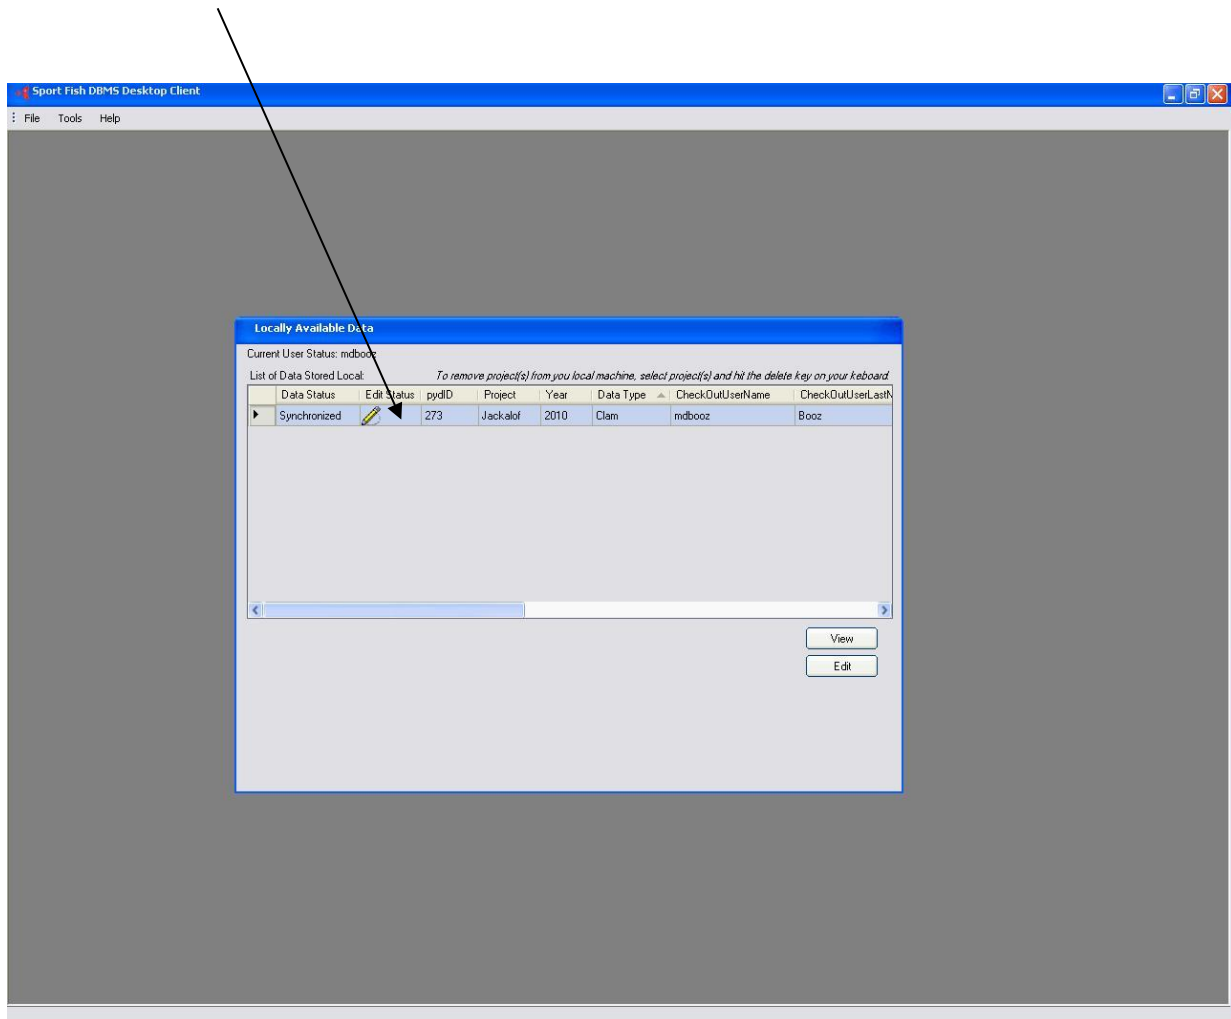 Sport Fish DBMS Desktop Client
File Tools Help
Locally Available Data
Current User Status: mdbooz
List of Data Stored Local: To remove project(s) from you local machine, select project(s) and hit the delete key on your keboard.
Data Status Edit Status pydID Project Year Data Type CheckOutUserName CheckOutUserLastN
Synchronized 273 Jackalof 2010 Clam mdbooz Booz
View
Edit